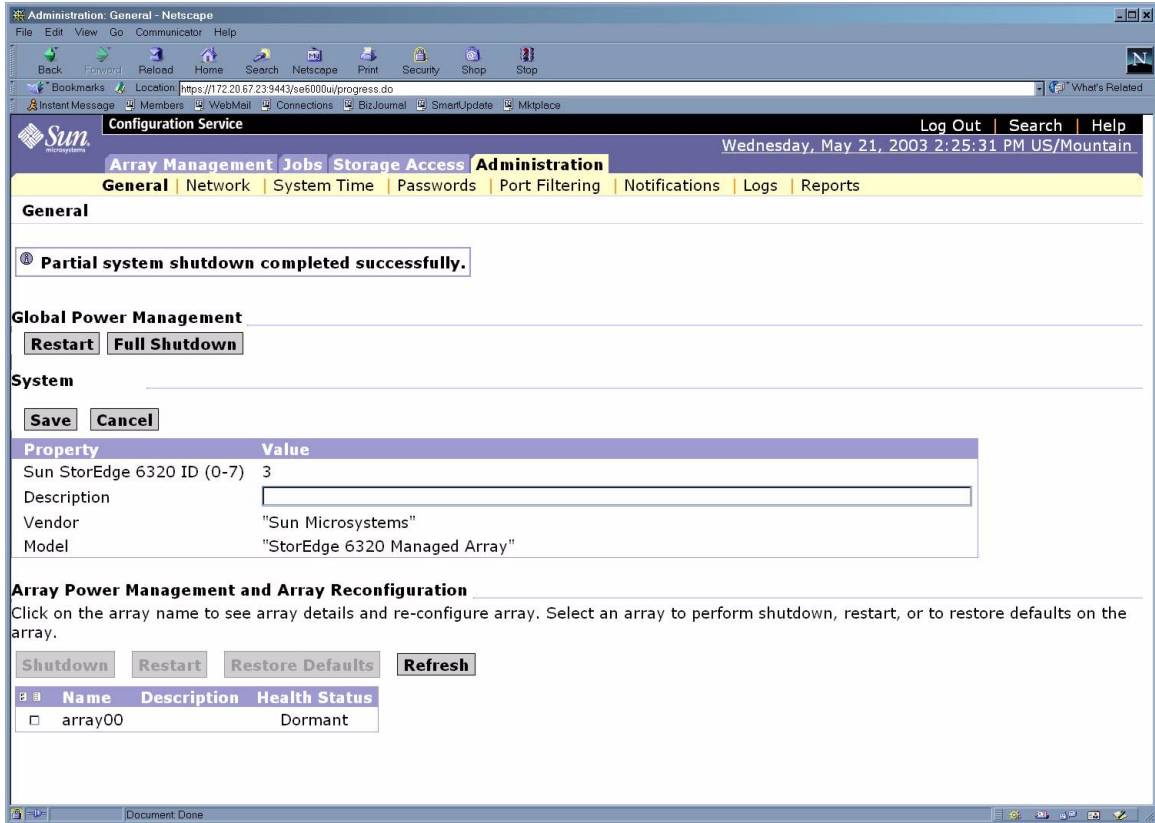 Administration: General - Netscape
File Edit View Go Communicator Help
Back Forward Reload Home Search Netscape Print Security Shop Stop
My
N
Bookmarks Location: https://172.20.67.23:9443/se6000ui/progress.do What's Related
Instant Message Members WebMail Connections BizJournal SmartUpdate Mktplace
Sun microsystems
Configuration Service
Log Out | Search | Help
Wednesday, May 21, 2003 2:25:31 PM US/Mountain
Array Management Jobs Storage Access Administration
General | Network | System Time | Passwords | Port Filtering | Notifications | Logs | Reports
General
Partial system shutdown completed successfully.
Global Power Management
Restart Full Shutdown
System
Save Cancel
Property Value
Sun StorEdge 6320 ID (0-7) 3
Description
Vendor "Sun Microsystems"
Model "StorEdge 6320 Managed Array"
Array Power Management and Array Reconfiguration
Click on the array name to see array details and re-configure array. Select an array to perform shutdown, restart, or to restore defaults on the
array.
Shutdown Restart Restore Defaults Refresh
Name Description Health Status
array00 Dormant
Document: Done